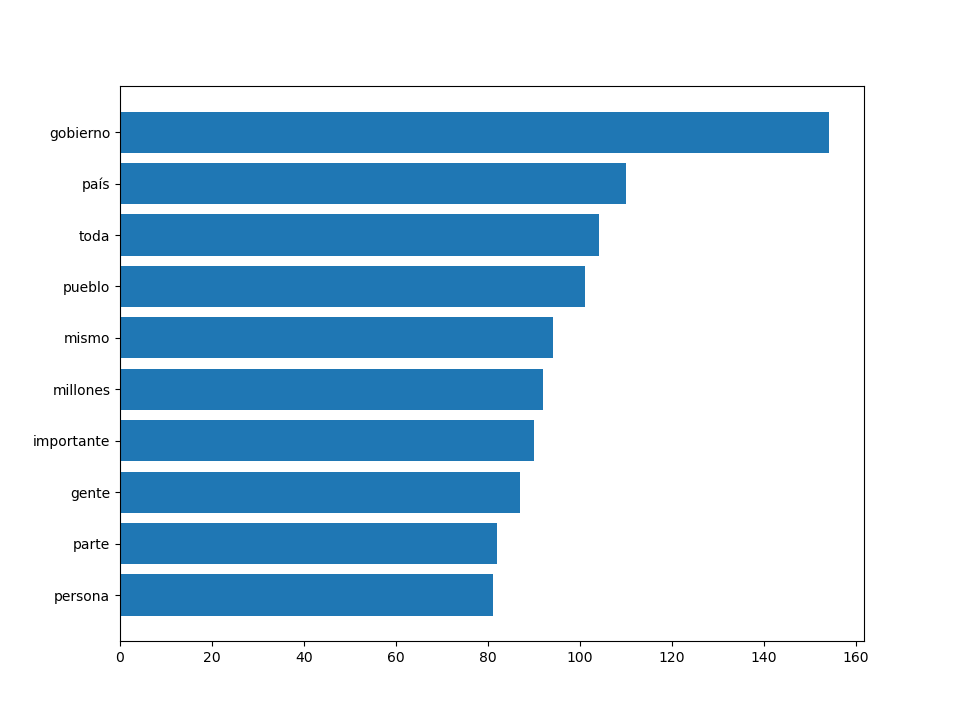 gobierno
país
toda
pueblo
mismo
millones
importante
gente
parte
persona
0 20 40 60 80 100 120 140 160